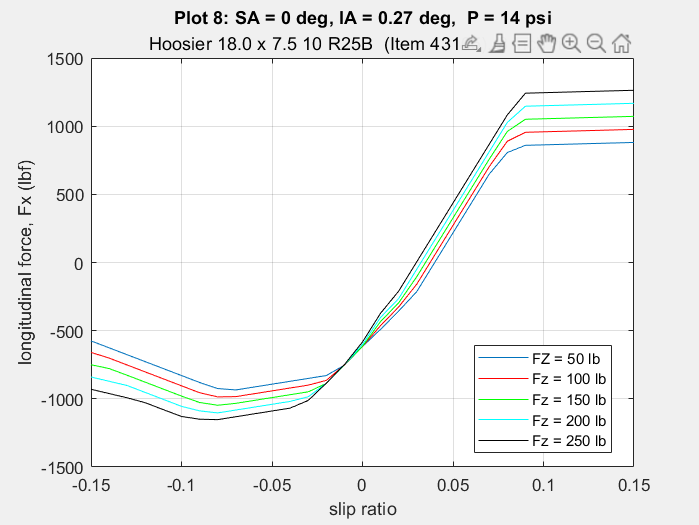 Plot 8: SA = 0 deg, IA = 0.27 deg,  P = 14 psi
Hoosier 18.0 x 7.5 10 R25B  (Item 431
1500
1000
500
0
-500
-1000
-1500
longitudinal force, Fx (lbf)
FZ = 50 lb
Fz = 100 lb
Fz = 150 lb
Fz = 200 lb
Fz = 250 lb
-0.15 -0.1 -0.05 0 0.05 0.1 0.15
slip ratio